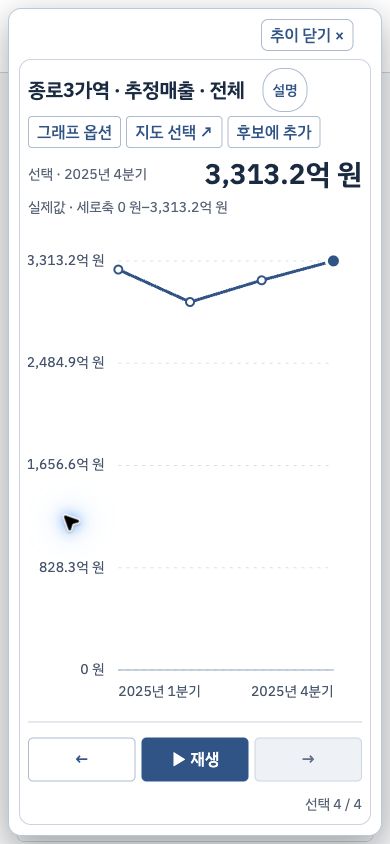 추이 닫기 ×
종로3가역 · 추정매출 · 전체
설명
그래프 옵션
지도 선택 ↗
후보에 추가
선택 · 2025년 4분기
3,313.2억 원
실제값 · 세로축 0 원–3,313.2억 원
3,313.2억 원
2,484.9억 원
1,656.6억 원
828.3억 원
0 원
2025년 1분기
2025년 4분기
←
▶ 재생
→
선택 4 / 4